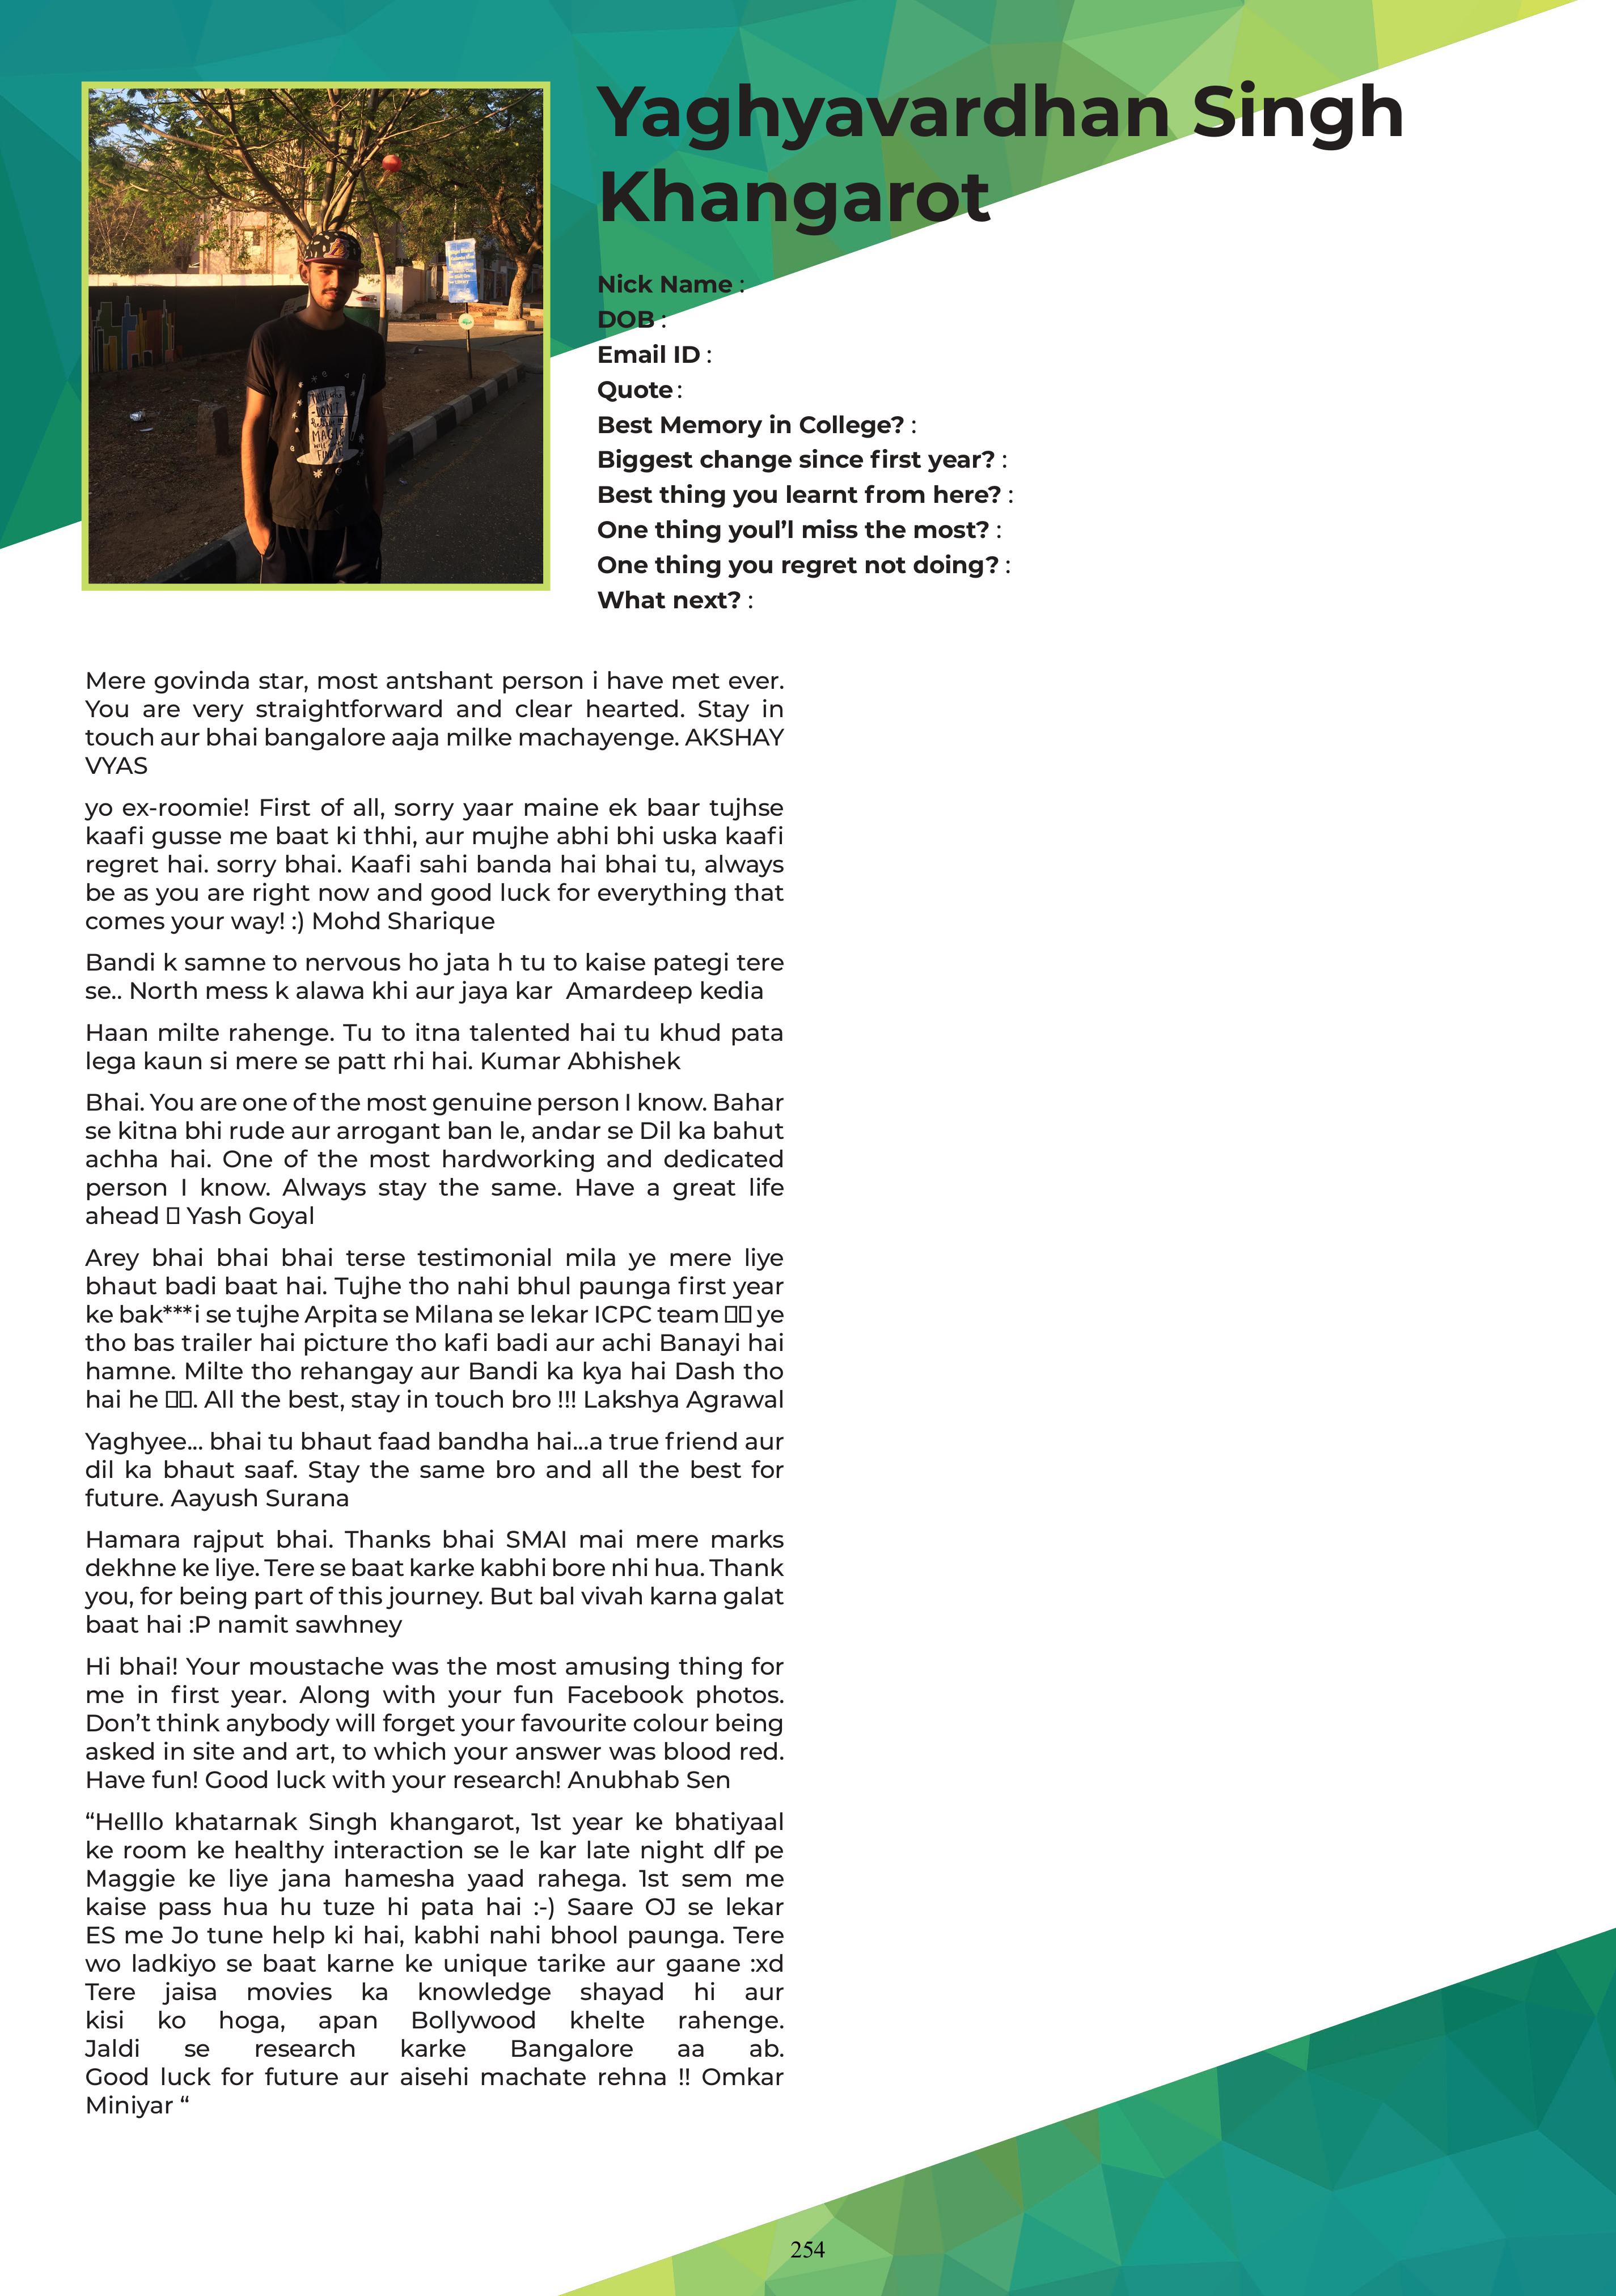 Yaghyavardhan Singh
Khangarot
Nick Name :
DOB :
Email ID :
Quote :
Best Memory in College? :
Biggest change since first year? :
Best thing you learnt from here? :
One thing youl’l miss the most? :
One thing you regret not doing? :
What next? :
Mere govinda star, most antshant person i have met ever.
You are very straightforward and clear hearted. Stay in
touch aur bhai bangalore aaja milke machayenge. AKSHAY
VYAS
yo ex-roomie! First of all, sorry yaar maine ek baar tujhse
kaafi gusse me baat ki thhi, aur mujhe abhi bhi uska kaafi
regret hai. sorry bhai. Kaafi sahi banda hai bhai tu, always
be as you are right now and good luck for everything that
comes your way! :) Mohd Sharique
Bandi k samne to nervous ho jata h tu to kaise pategi tere
se.. North mess k alawa khi aur jaya kar  Amardeep kedia
Haan milte rahenge. Tu to itna talented hai tu khud pata
lega kaun si mere se patt rhi hai. Kumar Abhishek
Bhai. You are one of the most genuine person I know. Bahar
se kitna bhi rude aur arrogant ban le, andar se Dil ka bahut
achha hai. One of the most hardworking and dedicated
person I know. Always stay the same. Have a great life
ahead  Yash Goyal
Arey bhai bhai bhai terse testimonial mila ye mere liye
bhaut badi baat hai. Tujhe tho nahi bhul paunga first year
ke bak***i se tujhe Arpita se Milana se lekar ICPC team  ye
tho bas trailer hai picture tho kafi badi aur achi Banayi hai
hamne. Milte tho rehangay aur Bandi ka kya hai Dash tho
hai he . All the best, stay in touch bro !!! Lakshya Agrawal
Yaghyee... bhai tu bhaut faad bandha hai...a true friend aur
dil ka bhaut saaf. Stay the same bro and all the best for
future. Aayush Surana
Hamara rajput bhai. Thanks bhai SMAI mai mere marks
dekhne ke liye. Tere se baat karke kabhi bore nhi hua. Thank
you, for being part of this journey. But bal vivah karna galat
baat hai :P namit sawhney
Hi bhai! Your moustache was the most amusing thing for
me in first year. Along with your fun Facebook photos.
Don’t think anybody will forget your favourite colour being
asked in site and art, to which your answer was blood red.
Have fun! Good luck with your research! Anubhab Sen
“Helllo khatarnak Singh khangarot, 1st year ke bhatiyaal
ke room ke healthy interaction se le kar late night dlf pe
Maggie ke liye jana hamesha yaad rahega. 1st sem me
kaise pass hua hu tuze hi pata hai :-) Saare OJ se lekar
ES me Jo tune help ki hai, kabhi nahi bhool paunga. Tere
wo ladkiyo se baat karne ke unique tarike aur gaane :xd
Tere jaisa movies ka knowledge shayad hi aur
kisi ko hoga, apan Bollywood khelte rahenge.
Jaldi se research karke Bangalore aa ab.
Good luck for future aur aisehi machate rehna !! Omkar
Miniyar “
254